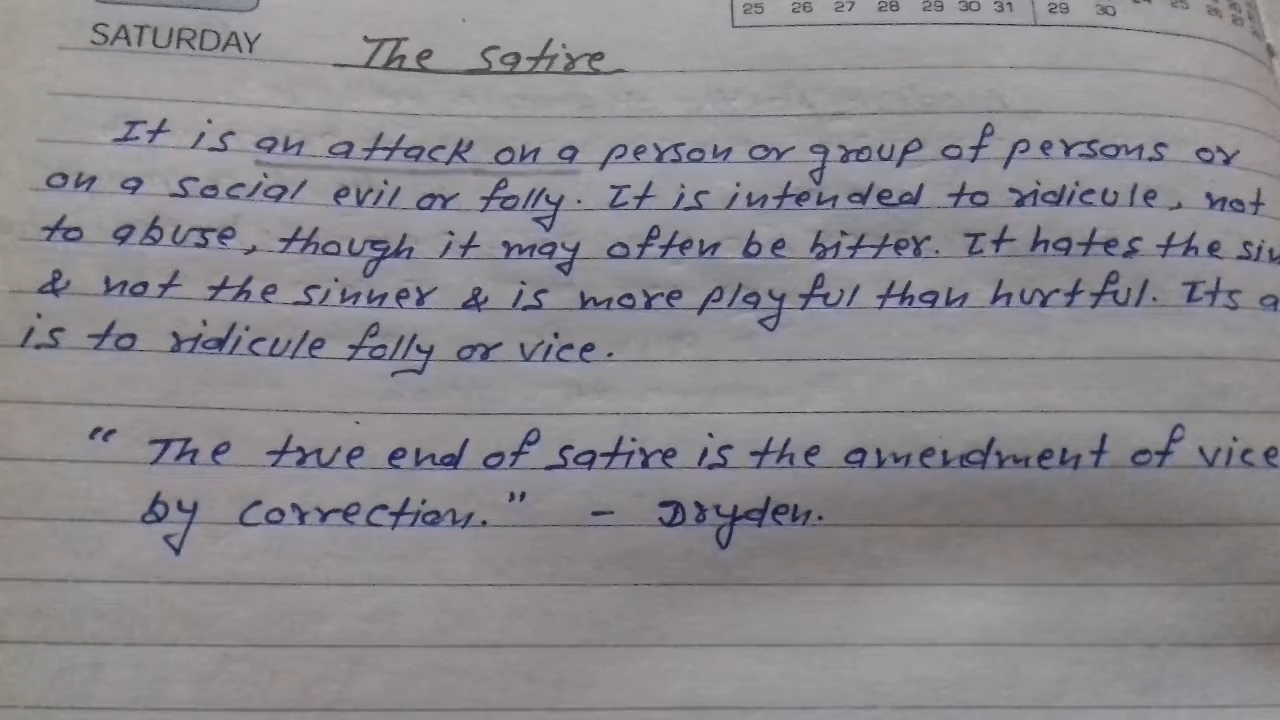 25 26 27 28 29 30 31 29 30
SATURDAY The satire
It is an attack on a person or group of persons or
on a social evil or folly. It is intended to ridicule, not
to abuse, though it may often be bitter. It hates the
& not the sinner & is more playful than hurtful. Its
is to ridicule folly or vice.
" The true end of satire is the amendment of vice
by correction." - Dryden.